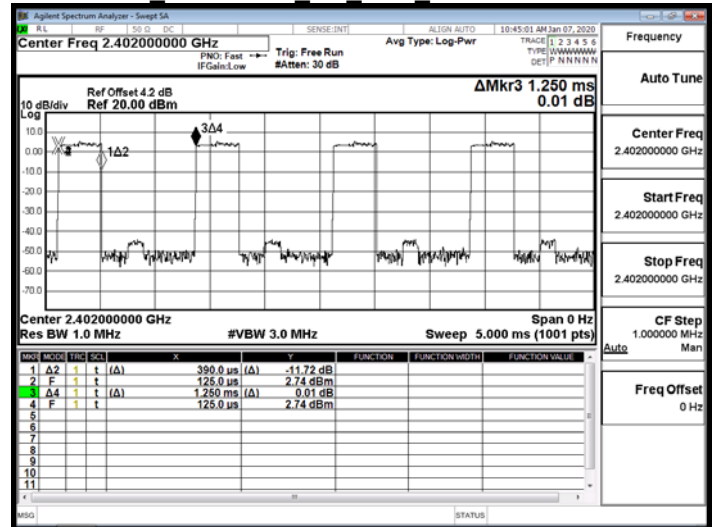 Agilent Spectrum Analyzer - Swept SA
RL RF 50 Ω DC SENSE:INT ALIGN AUTO 10:45:01 AM Jan 07, 2020
Center Freq 2.402000000 GHz
PNO: Fast
IFGain:Low
Trig: Free Run
#Atten: 30 dB
Avg Type: Log-Pwr
TRACE 1 2 3 4 5 6
TYPE WWWWWW
DET P N N N N N
Frequency
Auto Tune
Center Freq
2.402000000 GHz
Start Freq
2.402000000 GHz
Stop Freq
2.402000000 GHz
CF Step
1.000000 MHz
Auto Man
Freq Offset
0 Hz
ΔMkr3 1.250 ms
0.01 dB
Ref Offset 4.2 dB
10 dB/div Ref 20.00 dBm
Log
10.0
0.00
-10.0
-20.0
-30.0
-40.0
-50.0
-60.0
-70.0
1Δ2
3Δ4
Center 2.402000000 GHz Span 0 Hz
Res BW 1.0 MHz #VBW 3.0 MHz Sweep 5.000 ms (1001 pts)
MKR MODE TRC SCL X Y FUNCTION FUNCTION WIDTH FUNCTION VALUE
1 Δ2 1 t (Δ) 390.0 µs (Δ) -11.72 dB
2 F 1 t 125.0 µs 2.74 dBm
3 Δ4 1 t (Δ) 1.250 ms (Δ) 0.01 dB
4 F 1 t 125.0 µs 2.74 dBm
5
6
7
8
9
10
11
MSG STATUS